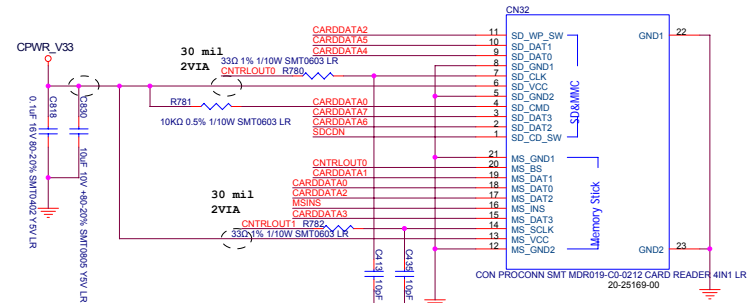 CN32
CPWR_V33
30 mil
2VIA
33Ω 1% 1/10W SMT0603 LR
CNTRLOUT0 R780
R781
10KΩ 0.5% 1/10W SMT0603 LR
C818
0.1uF 16V 80-20% SMT0402 Y5V LR
C830
10uF 10V +80-20% SMT0805 Y5V LR
CARDDATA2 11 SD_WP_SW
CARDDATA5 10 SD_DAT1
CARDDATA4 9 SD_DAT0
8 SD_GND1
7 SD_CLK
6 SD_VCC
5 SD_GND2
CARDDATA0 4 SD_CMD
CARDDATA7 3 SD_DAT3
CARDDATA6 2 SD_DAT2
SDCDN 1 SD_CD_SW
SD&MMC
GND1 22
21 MS_GND1
CNTRLOUT0 20 MS_BS
CARDDATA1 19 MS_DAT1
CARDDATA0 18 MS_DAT0
CARDDATA2 17 MS_DAT2
MSINS 16 MS_INS
CARDDATA3 15 MS_DAT3
14 MS_SCLK
13 MS_VCC
12 MS_GND2
Memory Stick
GND2 23
30 mil
2VIA
CNTRLOUT1 R782
33Ω 1% 1/10W SMT0603 LR
C413
10pF
C435
10pF
CON PROCONN SMT MDR019-C0-0212 CARD READER 4IN1 LR
20-25169-00